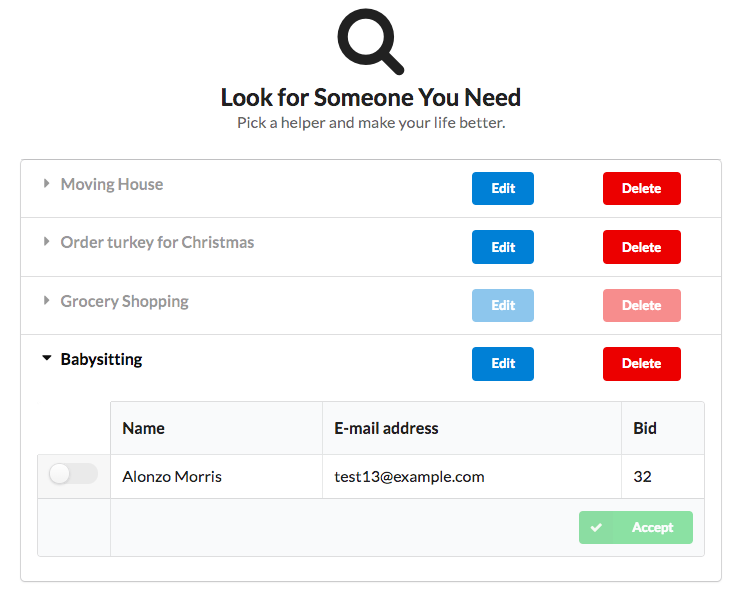 Look for Someone You Need
Pick a helper and make your life better.
Moving House Edit Delete
Order turkey for Christmas Edit Delete
Grocery Shopping Edit Delete
Babysitting Edit Delete
Name E-mail address Bid
Alonzo Morris test13@example.com 32
Accept